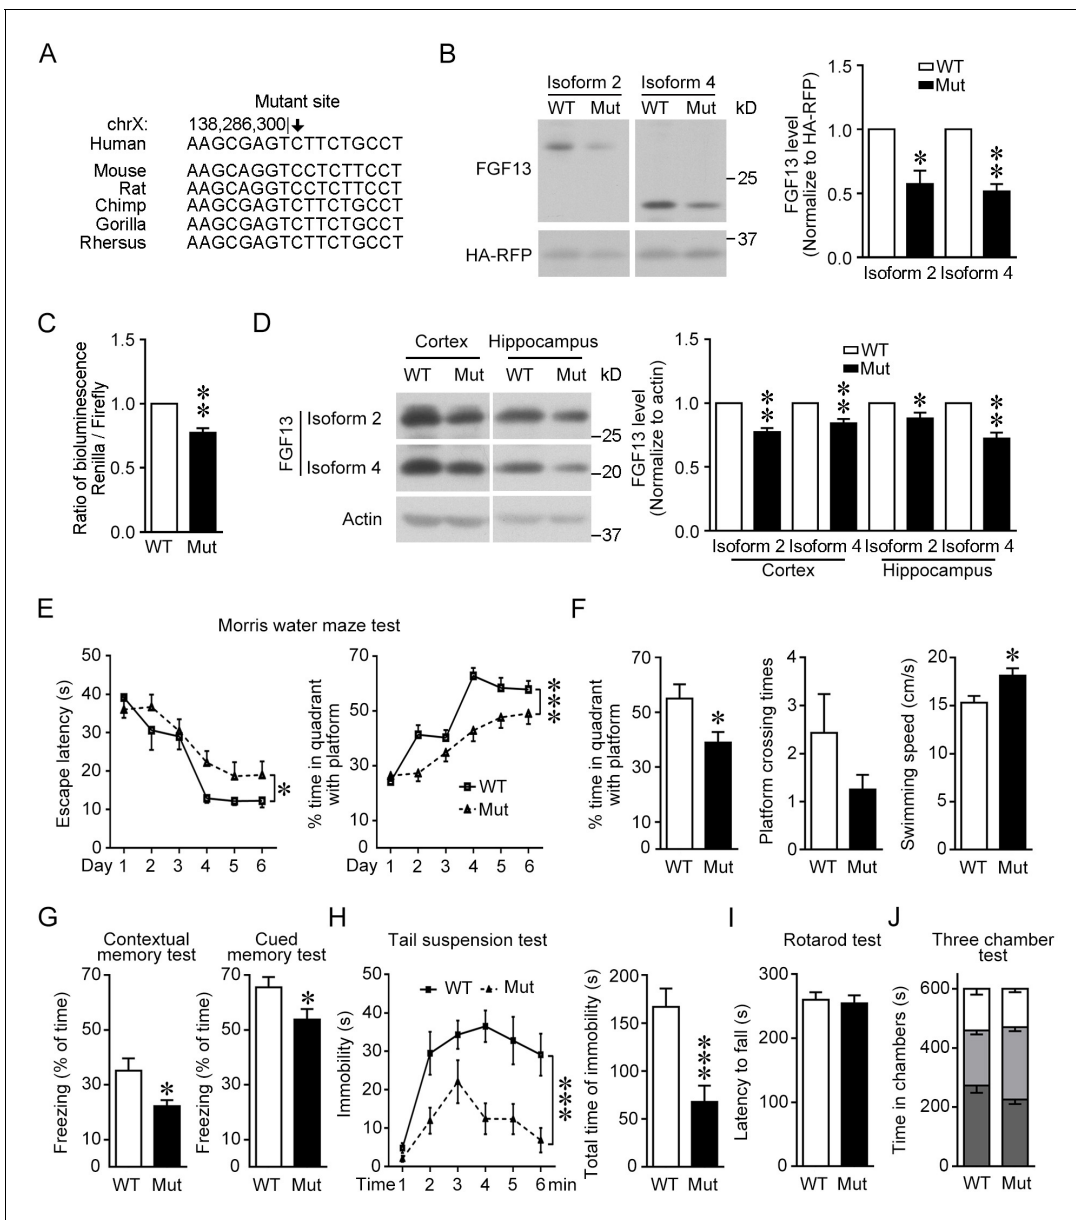 A
Mutant site
chrX: 138,286,300|
Human AAGCGAGTCTTCTGCCT
Mouse AAGCAGGTCCTCTTCCT
Rat AAGCAGGTCCTCTTCCT
Chimp AAGCGAGTCTTCTGCCT
Gorilla AAGCGAGTCTTCTGCCT
Rhersus AAGCGAGTCTTCTGCCT
B
Isoform 2 Isoform 4
WT Mut WT Mut kD
FGF13
–25
–37
HA-RFP
FGF13 level
(Normalize to HA-RFP)
1.5
1.0
0.5
0.0
WT
Mut
*
**
Isoform 2 Isoform 4
C
Ratio of bioluminescence
Renilla / Firefly
1.5
1.0
0.5
0.0
**
WT Mut
D
Cortex Hippocampus
WT Mut WT Mut kD
FGF13
Isoform 2
–25
Isoform 4
–20
Actin
–37
FGF13 level
(Normalize to actin)
1.5
1.0
0.5
0.0
WT
Mut
**
**
*
**
Isoform 2 Isoform 4 Isoform 2 Isoform 4
Cortex Hippocampus
E
Morris water maze test
Escape latency (s)
50
40
30
20
10
0
*
Day 1 2 3 4 5 6
% time in quadrant
with platform
70
50
30
10
0
***
WT
Mut
1 2 3 4 5 6
F
% time in quadrant
with platform
70
50
30
10
0
*
WT Mut
Platform crossing times
4
3
2
1
0
WT Mut
Swimming speed (cm/s)
20
15
10
5
0
*
WT Mut
G
Contextual
memory test
Freezing (% of time)
70
50
30
10
0
*
WT Mut
Cued
memory test
Freezing (% of time)
70
50
30
10
0
*
WT Mut
H
Tail suspension test
Immobility (s)
50
40
30
20
10
0
WT Mut
***
Time 1 2 3 4 5 6 min
Total time of immobility (s)
200
150
100
50
0
***
WT Mut
I
Rotarod test
Latency to fall (s)
300
200
100
0
WT Mut
J
Three chamber
test
Time in chambers (s)
600
400
200
0
WT Mut